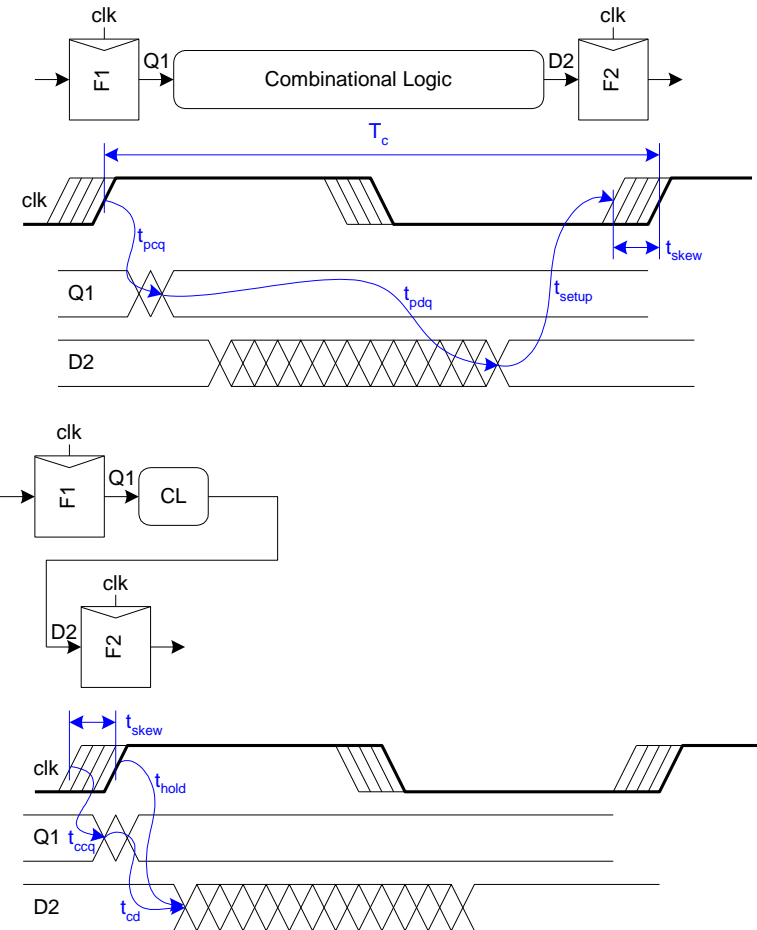 clk
clk
F1
Q1
Combinational Logic
D2
F2
Tc
clk
tpcq
tskew
Q1
tpdq
tsetup
D2
clk
F1
Q1
CL
clk
D2
F2
tskew
clk
thold
Q1
tccq
D2
tcd